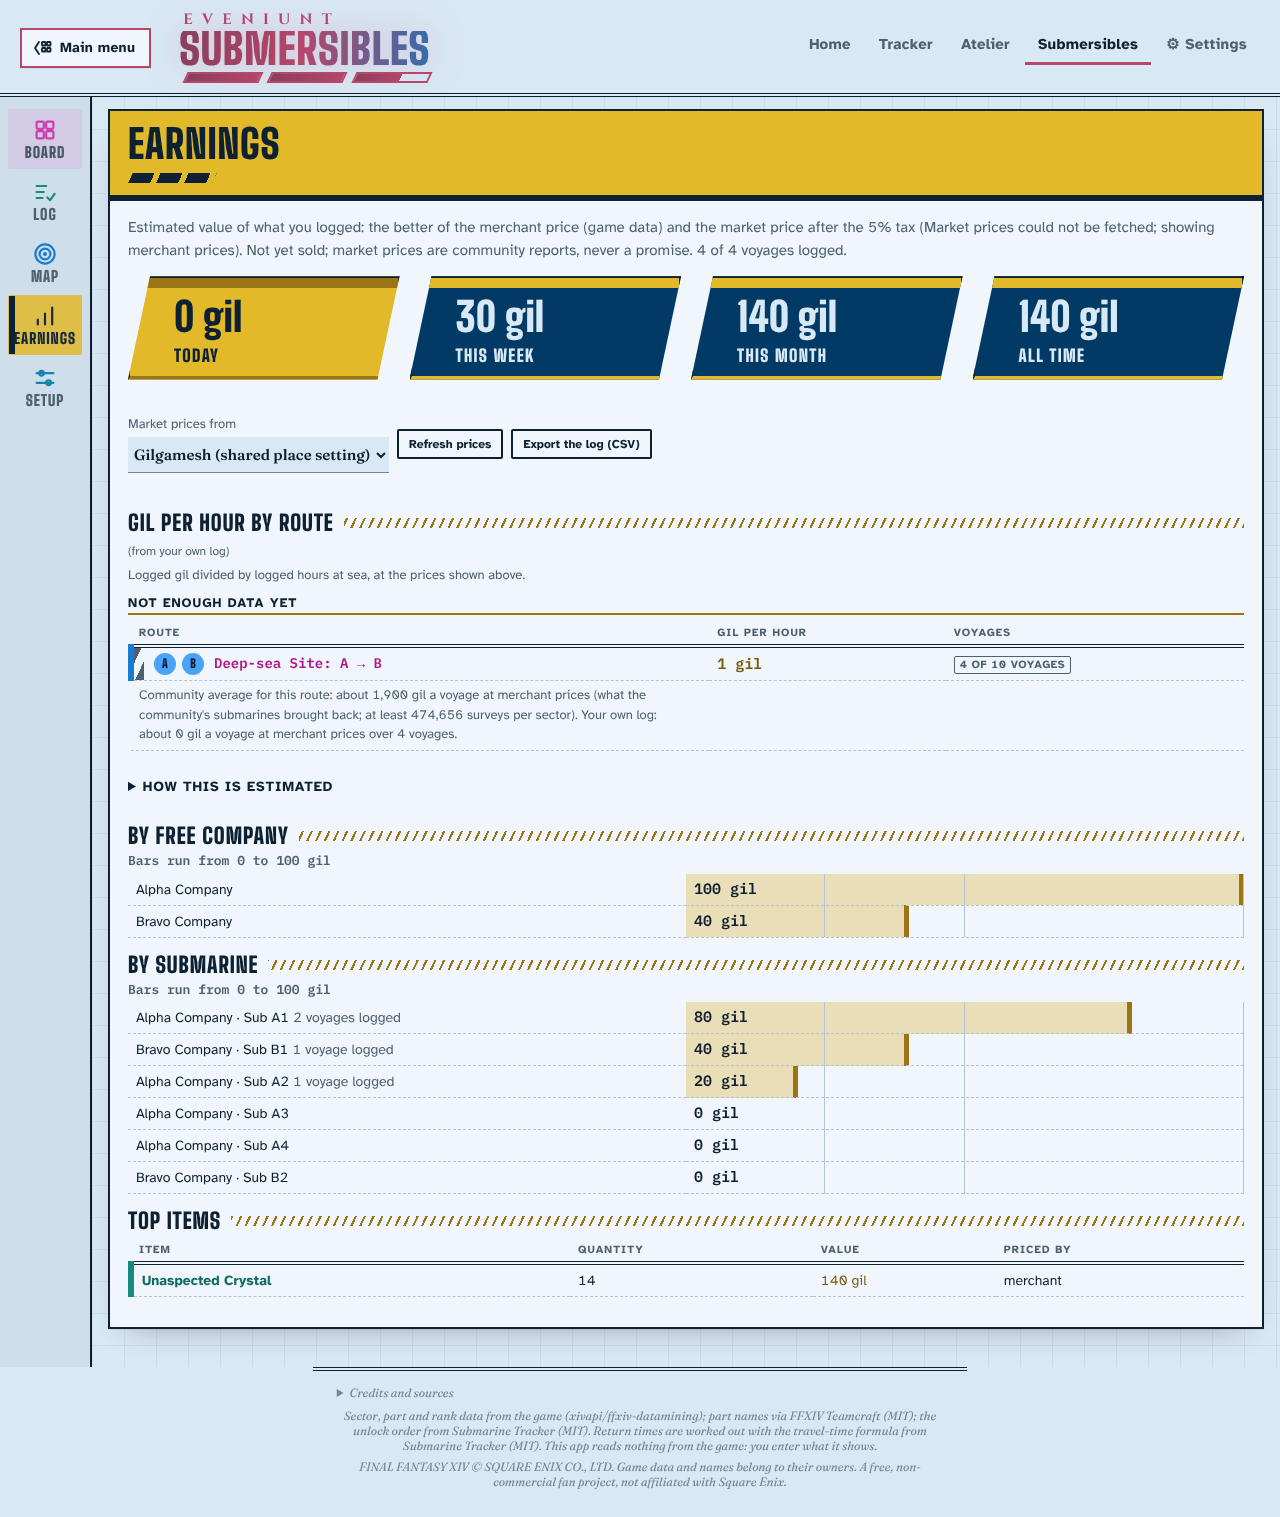 Main menu
EVENIUNT
SUBMERSIBLES
Home
Tracker
Atelier
Submersibles
⚙ Settings
BOARD
LOG
MAP
EARNINGS
SETUP
EARNINGS
Estimated value of what you logged: the better of the merchant price (game data) and the market price after the 5% tax (Market prices could not be fetched; showing
merchant prices). Not yet sold; market prices are community reports, never a promise. 4 of 4 voyages logged.
0 gil
TODAY
30 gil
THIS WEEK
140 gil
THIS MONTH
140 gil
ALL TIME
Market prices from
Gilgamesh (shared place setting)
Refresh prices
Export the log (CSV)
GIL PER HOUR BY ROUTE
(from your own log)
Logged gil divided by logged hours at sea, at the prices shown above.
NOT ENOUGH DATA YET
ROUTE GIL PER HOUR VOYAGES
A B Deep-sea Site: A → B 1 gil 4 OF 10 VOYAGES
Community average for this route: about 1,900 gil a voyage at merchant prices (what the
community's submarines brought back; at least 474,656 surveys per sector). Your own log:
about 0 gil a voyage at merchant prices over 4 voyages.
▶ HOW THIS IS ESTIMATED
BY FREE COMPANY
Bars run from 0 to 100 gil
Alpha Company 100 gil
Bravo Company 40 gil
BY SUBMARINE
Bars run from 0 to 100 gil
Alpha Company · Sub A1 2 voyages logged 80 gil
Bravo Company · Sub B1 1 voyage logged 40 gil
Alpha Company · Sub A2 1 voyage logged 20 gil
Alpha Company · Sub A3 0 gil
Alpha Company · Sub A4 0 gil
Bravo Company · Sub B2 0 gil
TOP ITEMS
ITEM QUANTITY VALUE PRICED BY
Unaspected Crystal 14 140 gil merchant
▶ Credits and sources
Sector, part and rank data from the game (xivapi/ffxiv-datamining); part names via FFXIV Teamcraft (MIT); the
unlock order from Submarine Tracker (MIT). Return times are worked out with the travel-time formula from
Submarine Tracker (MIT). This app reads nothing from the game: you enter what it shows.
FINAL FANTASY XIV © SQUARE ENIX CO., LTD. Game data and names belong to their owners. A free, non-
commercial fan project, not affiliated with Square Enix.